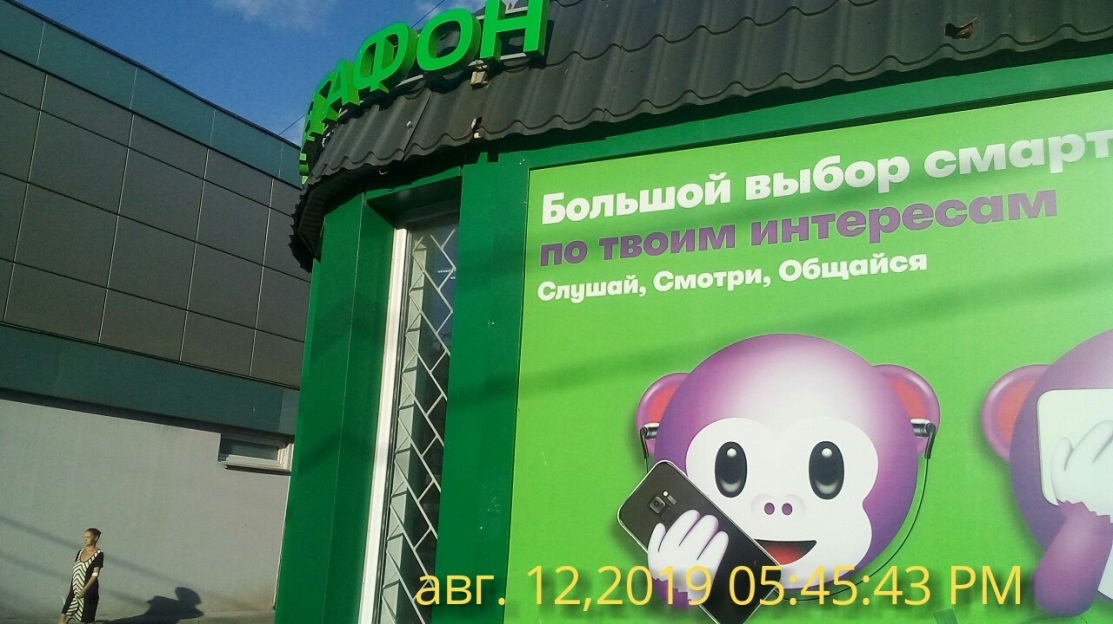 АФОН
Большой выбор смарт
по твоим интересам
Слушай, Смотри, Общайся
авг. 12,2019 05:45:43 PM